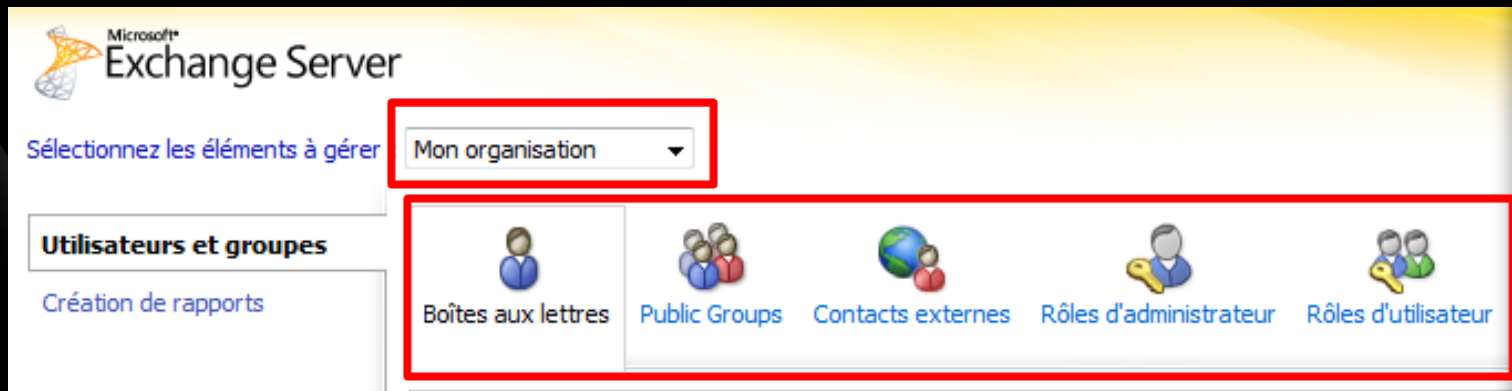 Microsoft®
Exchange Server
Sélectionnez les éléments à gérer Mon organisation
Utilisateurs et groupes
Création de rapports
Boîtes aux lettres Public Groups Contacts externes Rôles d'administrateur Rôles d'utilisateur